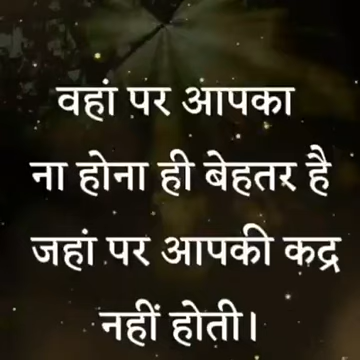 वहां पर आपका
ना होना ही बेहतर है
जहां पर आपकी कद्र
नहीं होती।